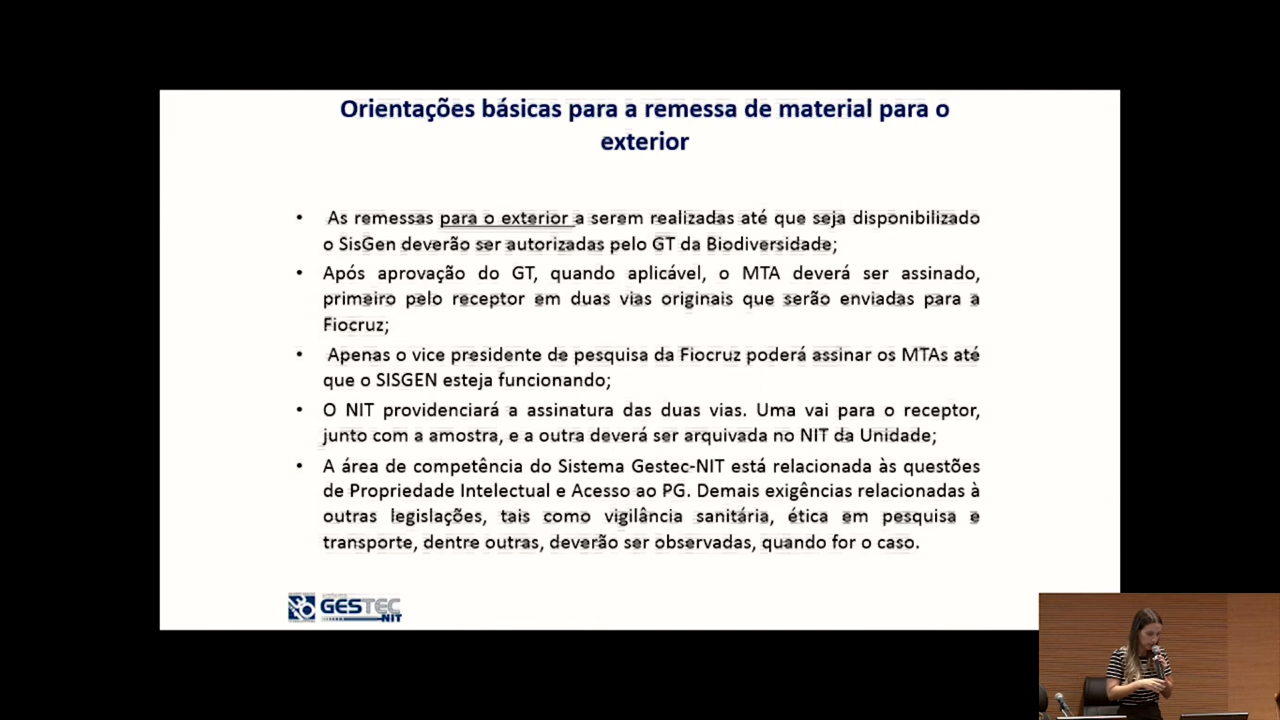 Orientações básicas para a remessa de material para o
exterior
• As remessas para o exterior a serem realizadas até que seja disponibilizado
o SisGen deverão ser autorizadas pelo GT da Biodiversidade;
• Após aprovação do GT, quando aplicável, o MTA deverá ser assinado,
primeiro pelo receptor em duas vias originais que serão enviadas para a
Fiocruz;
• Apenas o vice presidente de pesquisa da Fiocruz poderá assinar os MTAs até
que o SISGEN esteja funcionando;
• O NIT providenciará a assinatura das duas vias. Uma vai para o receptor,
junto com a amostra, e a outra deverá ser arquivada no NIT da Unidade;
• A área de competência do Sistema Gestec-NIT está relacionada às questões
de Propriedade Intelectual e Acesso ao PG. Demais exigências relacionadas à
outras legislações, tais como vigilância sanitária, ética em pesquisa e
transporte, dentre outras, deverão ser observadas, quando for o caso.
GESTEC
NIT